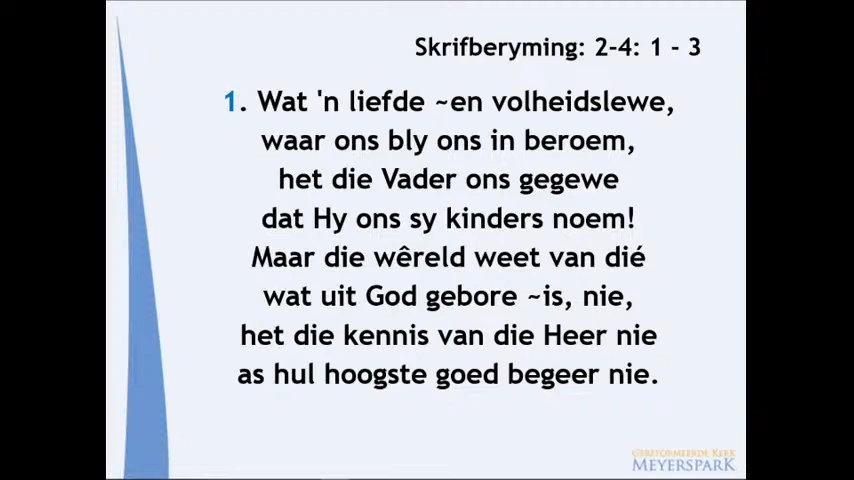 Skrifberyming: 2-4: 1 - 3
1. Wat 'n liefde ~en volheidslewe,
waar ons bly ons in beroem,
het die Vader ons gegewe
dat Hy ons sy kinders noem!
Maar die wêreld weet van dié
wat uit God gebore ~is, nie,
het die kennis van die Heer nie
as hul hoogste goed begeer nie.
GEREFORMEERDE KERK
MEYERSPARK